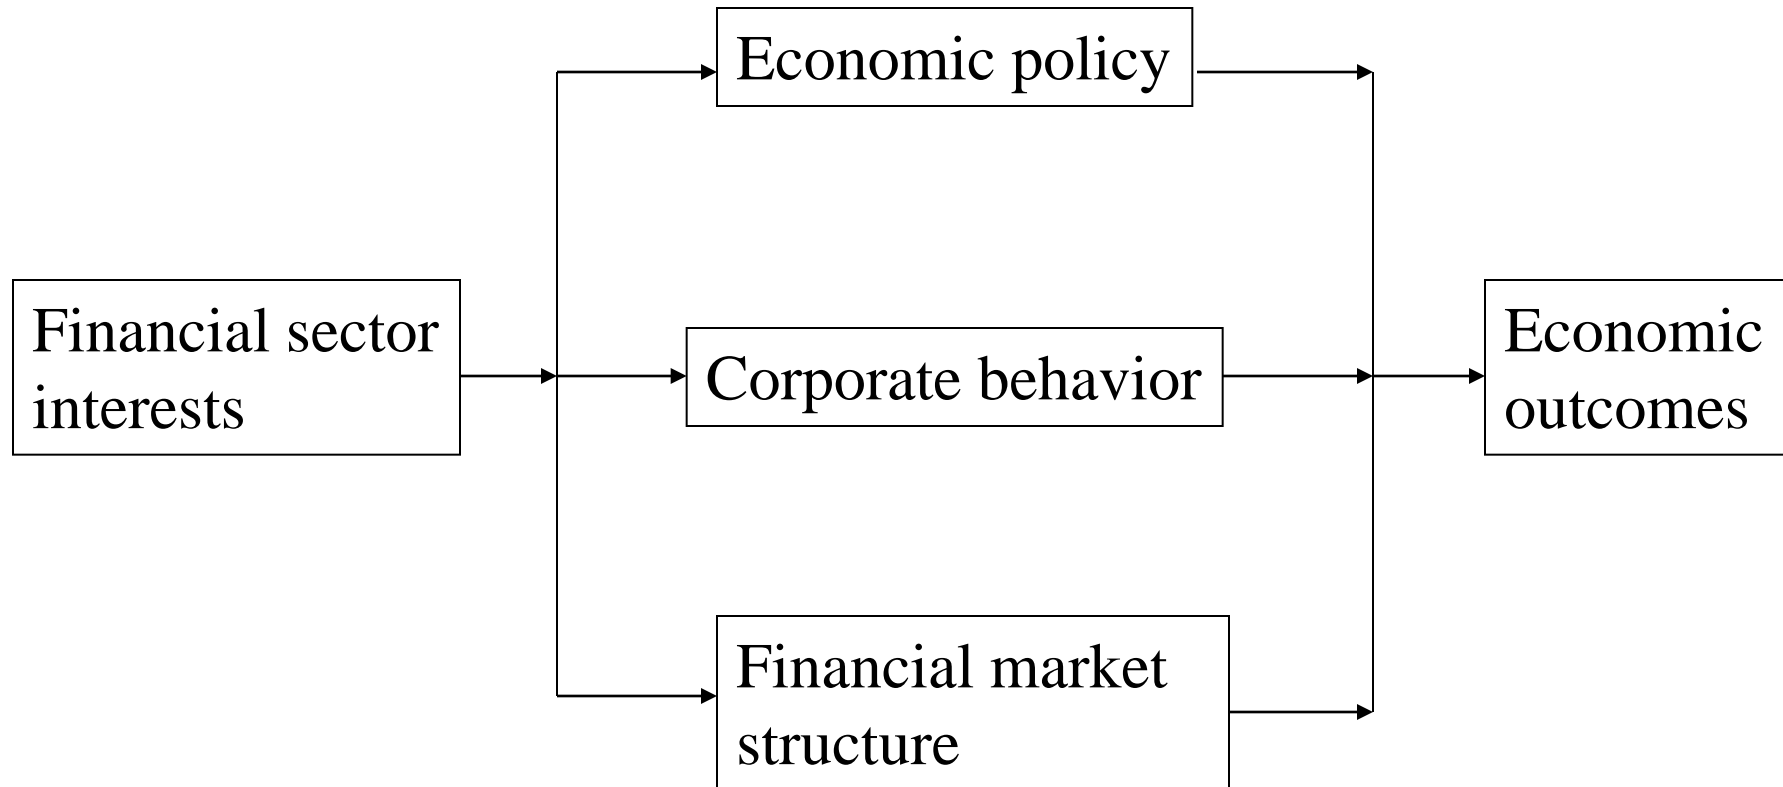 Economic policy
Financial sector
interests
Corporate behavior
Economic
outcomes
Financial market
structure